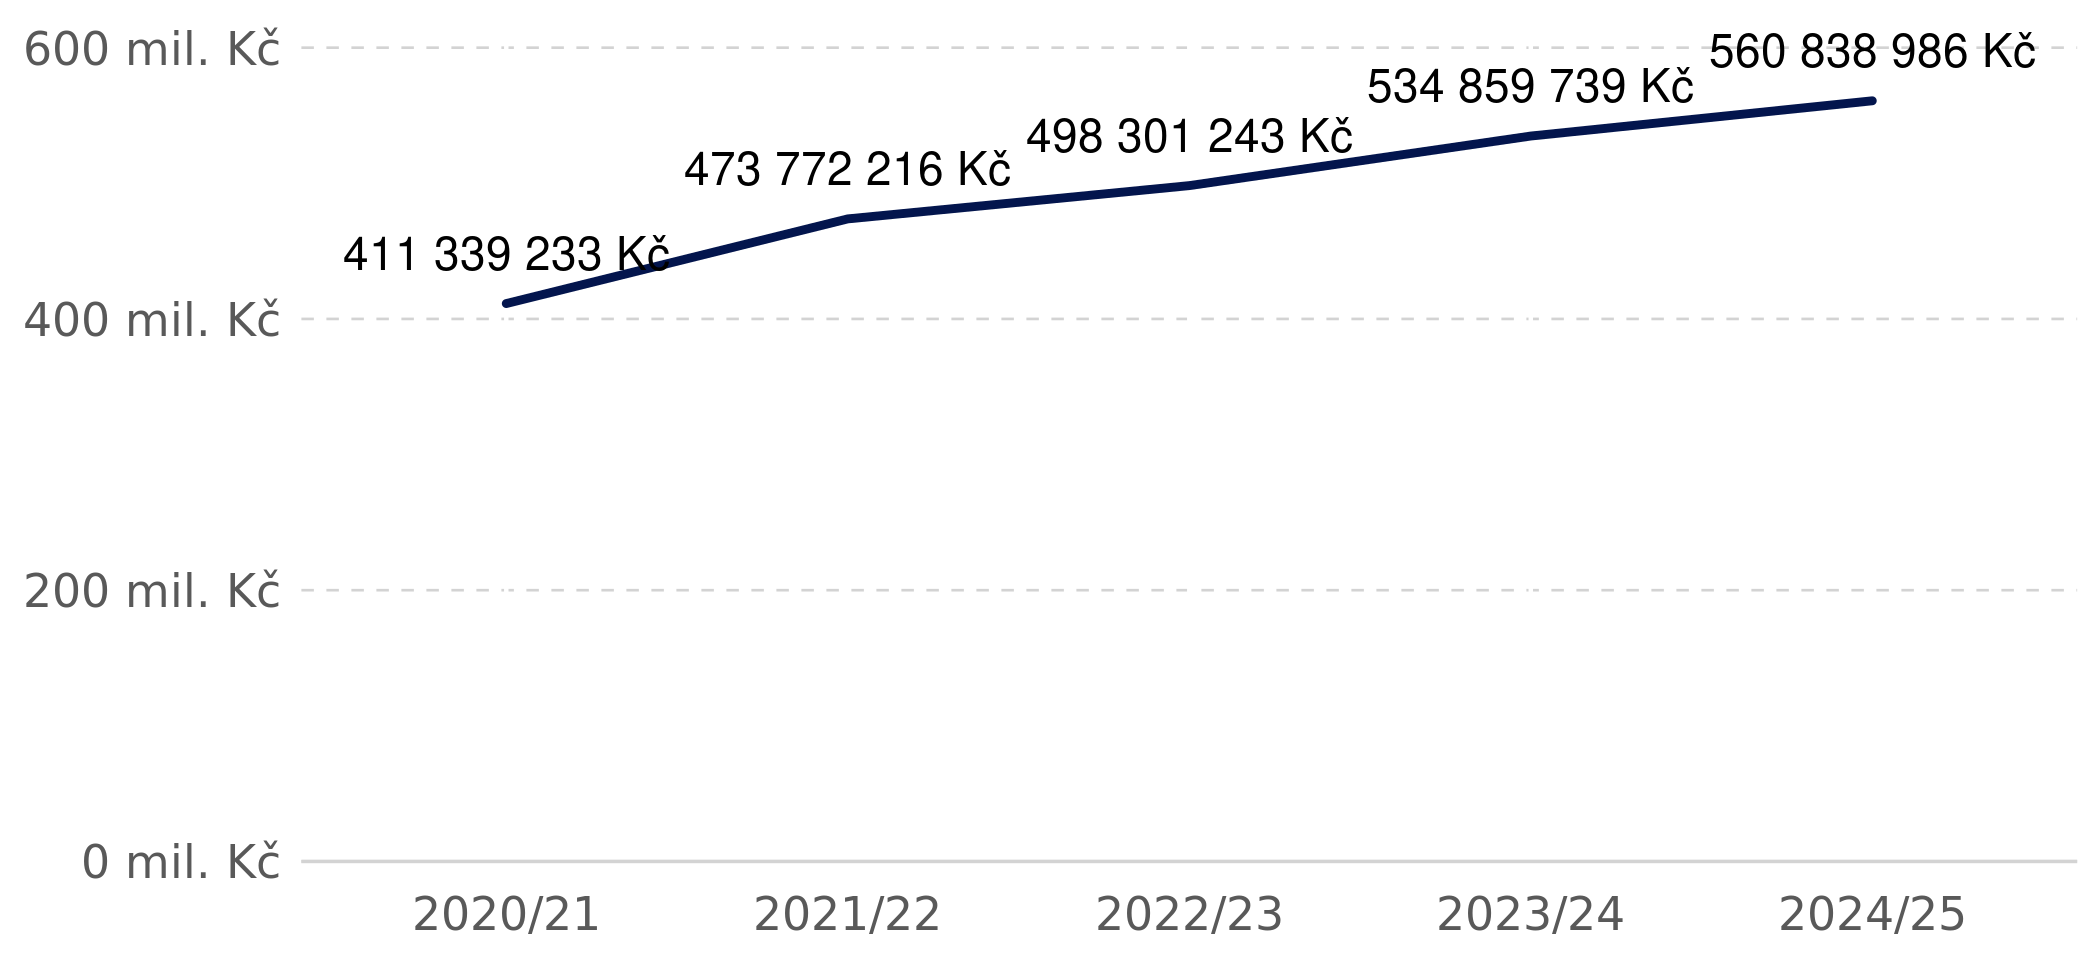 600 mil. Kč
560 838 986 Kč
534 859 739 Kč
498 301 243 Kč
473 772 216 Kč
411 339 233 Kč
400 mil. Kč
200 mil. Kč
0 mil. Kč
2020/21
2021/22
2022/23
2023/24
2024/25